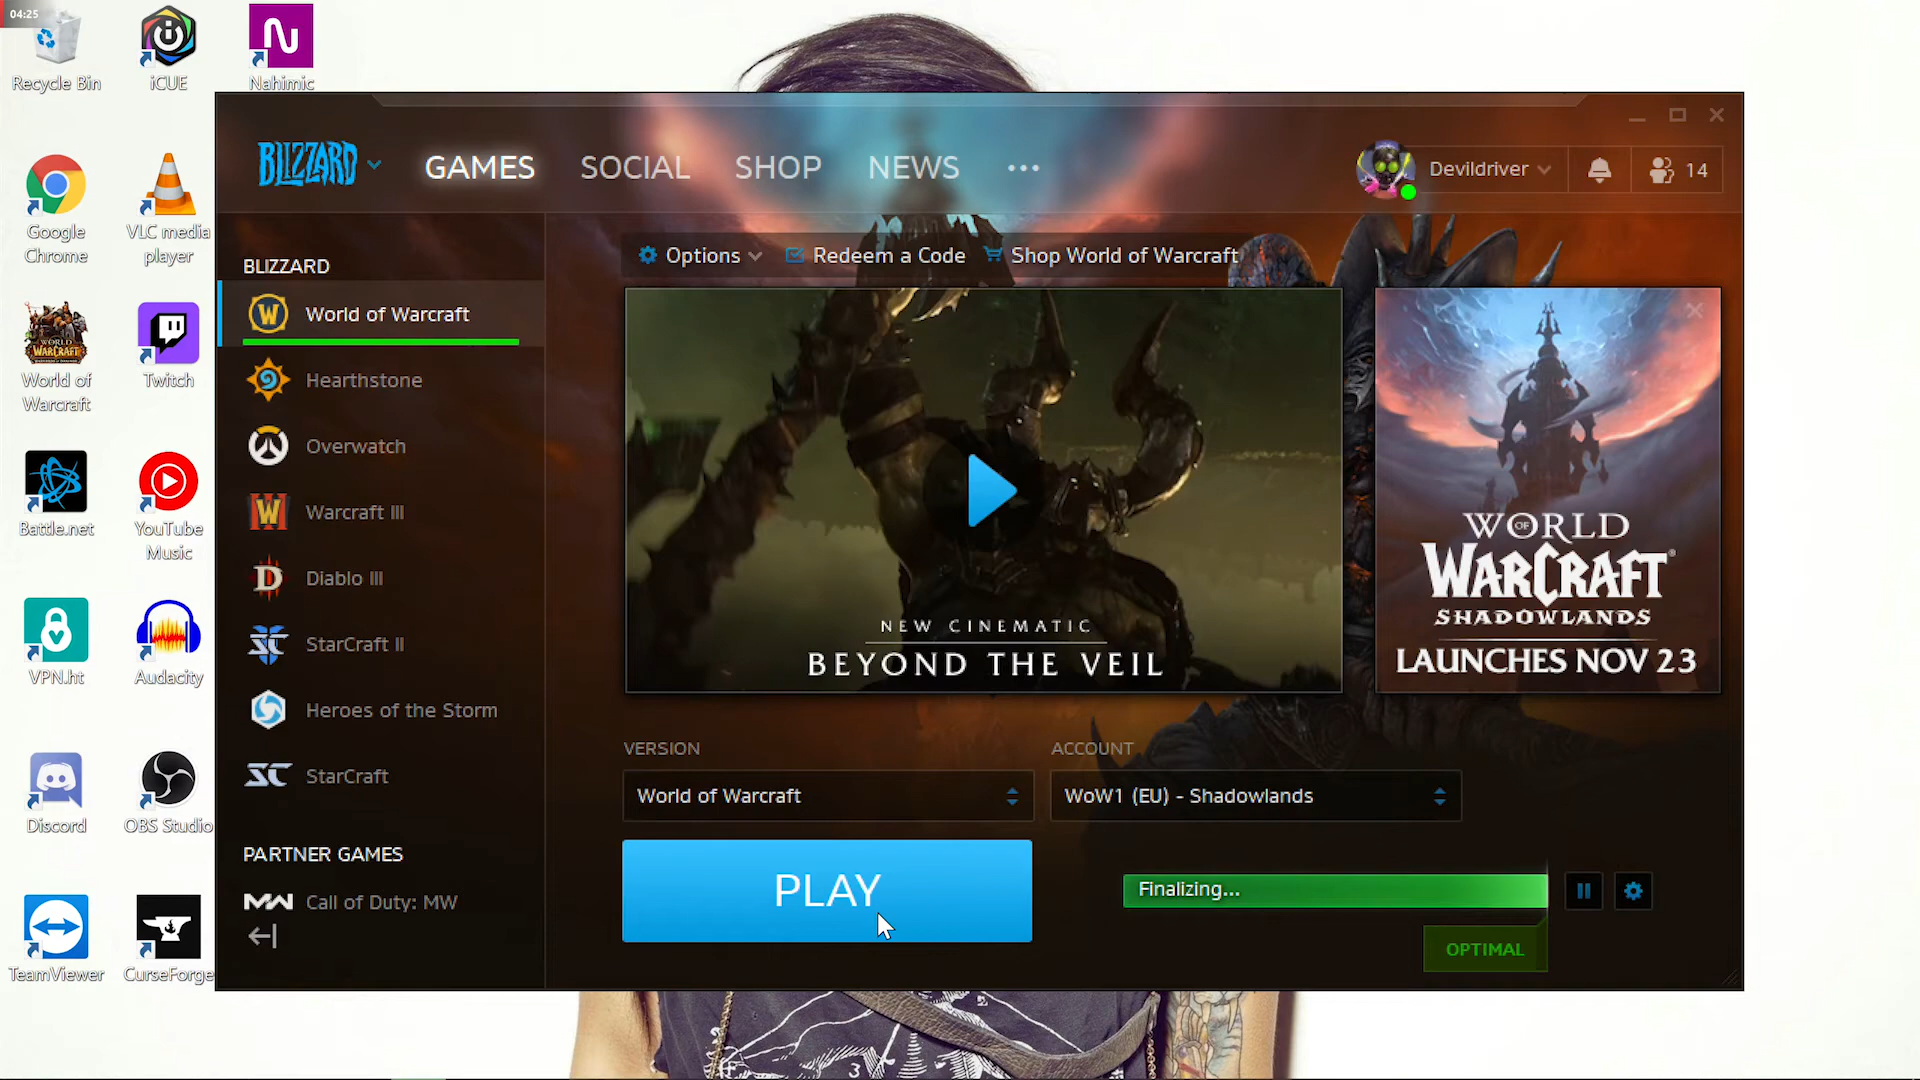 04:25
Recycle Bin
iCUE
Nahimic
Google
Chrome
VLC media
player
World of
Warcraft
Twitch
Battle.net
YouTube
Music
VPN.ht
Audacity
Discord
OBS Studio
TeamViewer
CurseForge
BLIZZARD
GAMES
SOCIAL
SHOP
NEWS
Devildriver
14
BLIZZARD
World of Warcraft
Hearthstone
Overwatch
Warcraft III
Diablo III
StarCraft II
Heroes of the Storm
StarCraft
PARTNER GAMES
Call of Duty: MW
Options
Redeem a Code
Shop World of Warcraft
NEW CINEMATIC
BEYOND THE VEIL
WORLD
OF
WARCRAFT
SHADOWLANDS
LAUNCHES NOV 23
VERSION
World of Warcraft
ACCOUNT
WoW1 (EU) - Shadowlands
PLAY
Finalizing...
OPTIMAL